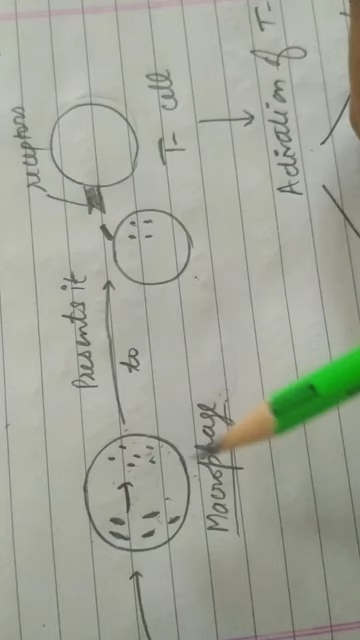 receptors
T- cell
Presents it
to
Macrophage
Activation of T-